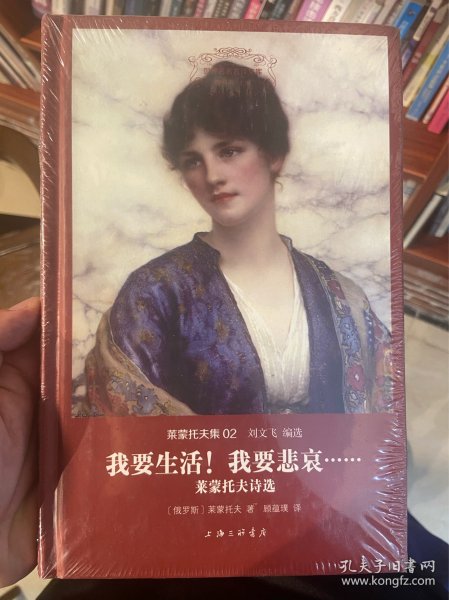 莱蒙托夫集02 刘文飞 编选
我要生活！我要悲哀……
莱蒙托夫诗选
〔俄罗斯〕莱蒙托夫 著 顾蕴璞 译
上海三联书店
孔夫子旧书网
www.kongfz.com